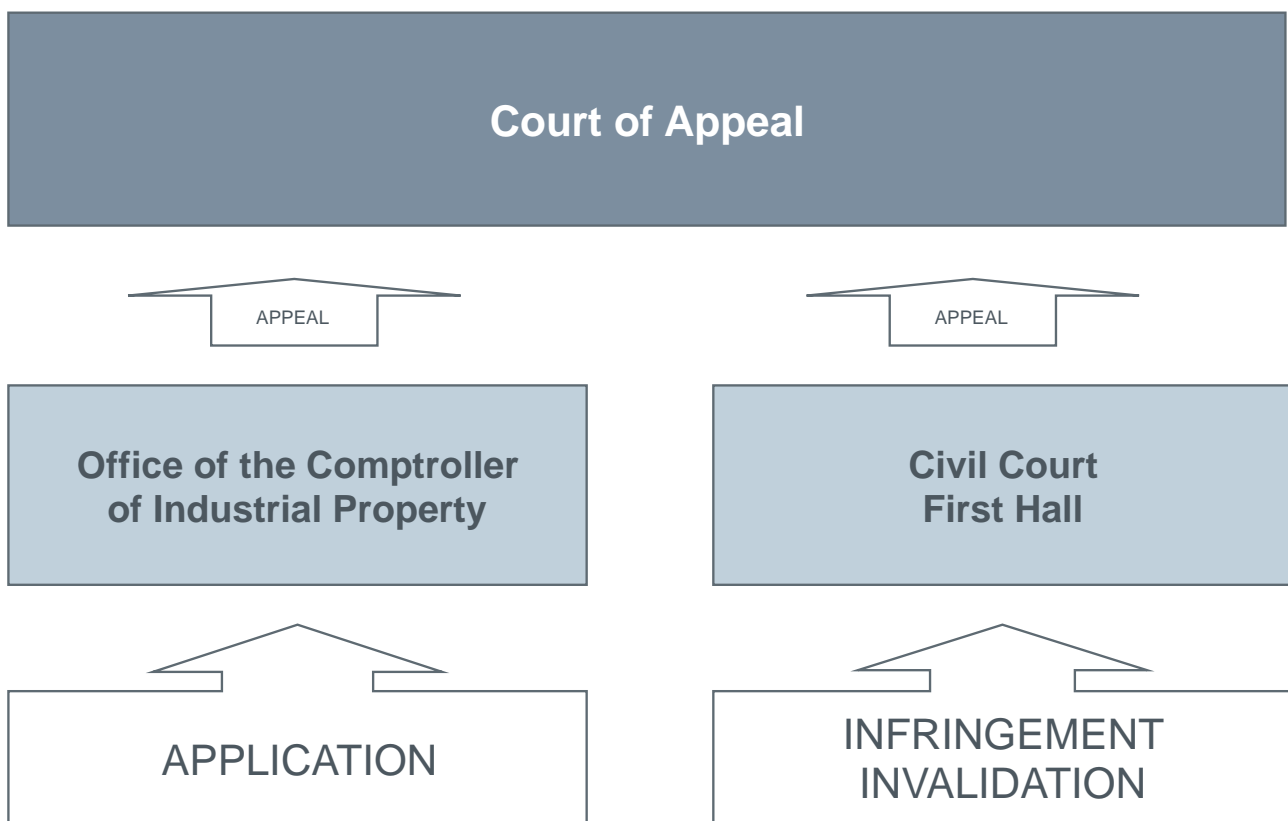 Court of Appeal
APPEAL
APPEAL
Office of the Comptroller
of Industrial Property
Civil Court
First Hall
APPLICATION
INFRINGEMENT
INVALIDATION